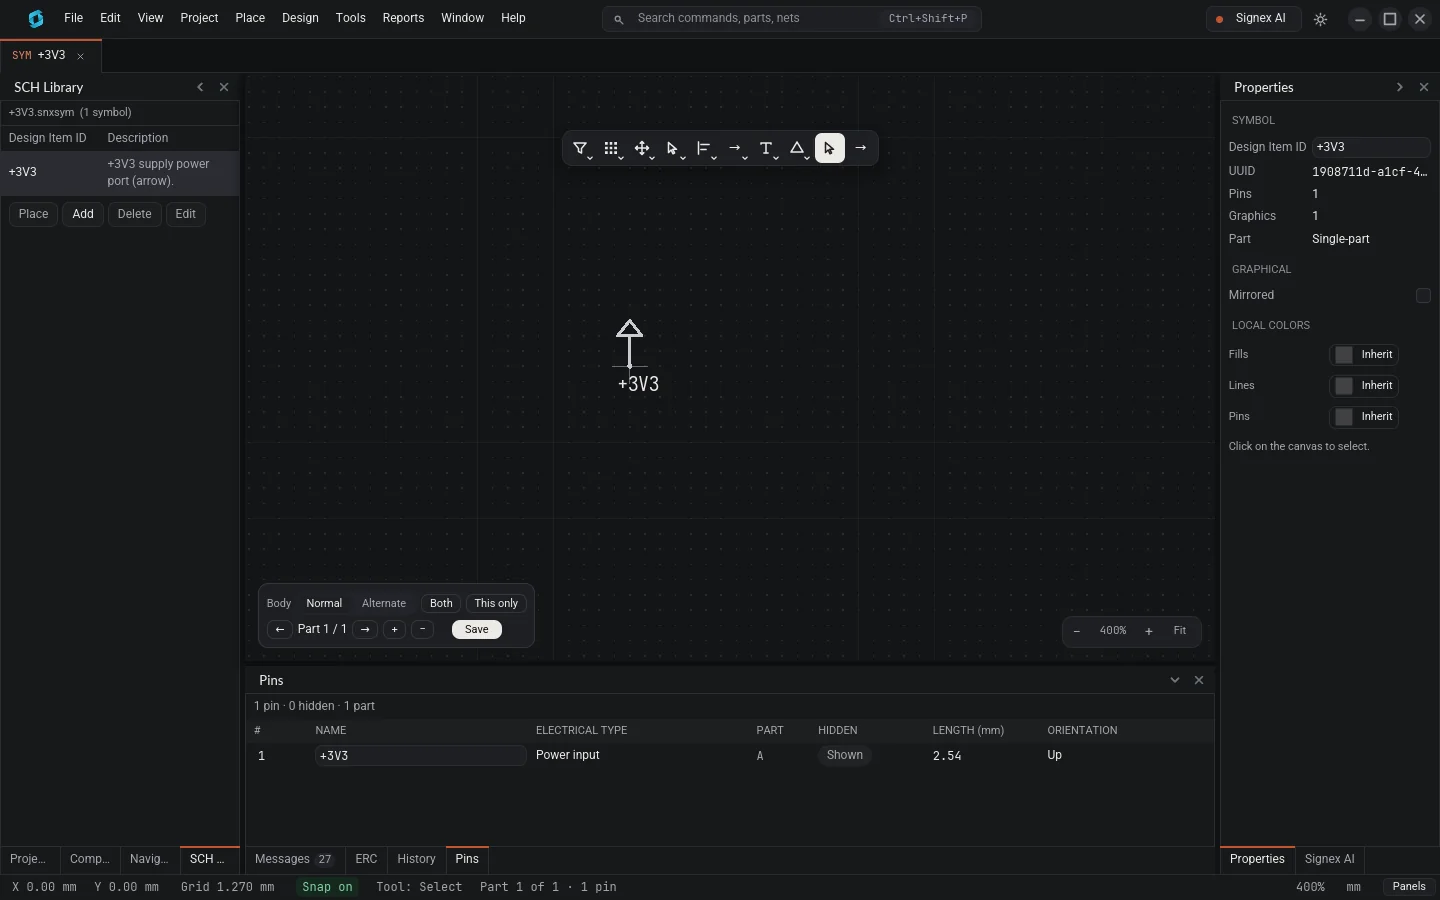 File Edit View Project Place Design Tools Reports Window Help
Search commands, parts, nets Ctrl+Shift+P
Signex AI
SYM +3V3
SCH Library
+3V3.snxsym (1 symbol)
Design Item ID Description
+3V3 +3V3 supply power
port (arrow).
Place Add Delete Edit
+3V3
Body Normal Alternate Both This only
← Part 1 / 1 → + − Save
− 400% + Fit
Pins
1 pin · 0 hidden · 1 part
# NAME ELECTRICAL TYPE PART HIDDEN LENGTH (mm) ORIENTATION
1 +3V3 Power input A Shown 2.54 Up
Properties
SYMBOL
Design Item ID +3V3
UUID 1908711d-a1cf-4…
Pins 1
Graphics 1
Part Single-part
GRAPHICAL
Mirrored
LOCAL COLORS
Fills Inherit
Lines Inherit
Pins Inherit
Click on the canvas to select.
Proje… Comp… Navig… SCH …
Messages 27 ERC History Pins
Properties Signex AI
X 0.00 mm Y 0.00 mm Grid 1.270 mm Snap on Tool: Select Part 1 of 1 · 1 pin
400% mm Panels